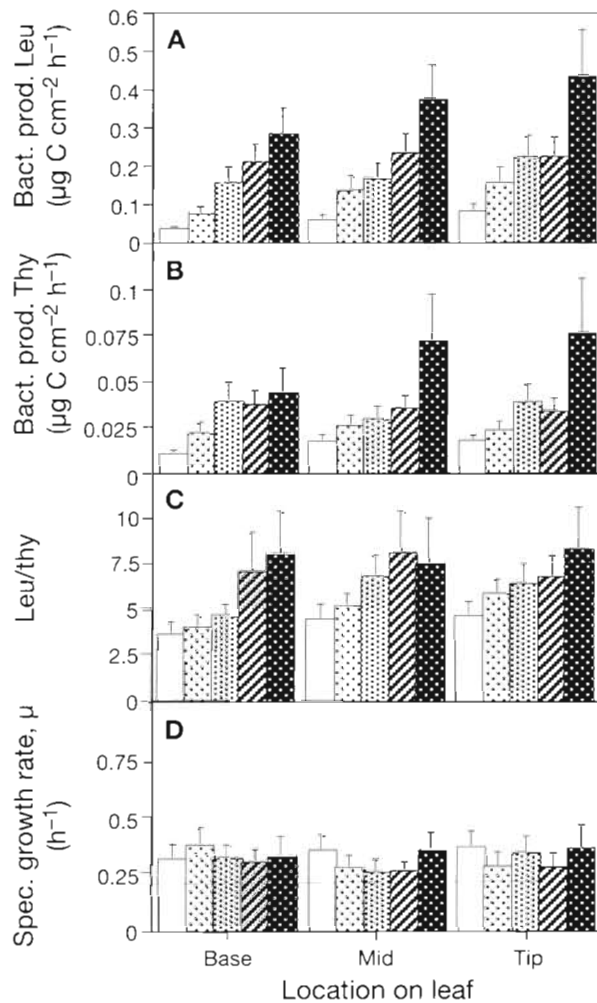 A
Bact. prod. Leu
(µg C cm⁻² h⁻¹)
0.6
0.5
0.4
0.3
0.2
0.1
0
B
Bact. prod. Thy
(µg C cm⁻² h⁻¹)
0.1
0.075
0.05
0.025
0
C
Leu/thy
10
7.5
5
2.5
0
D
Spec. growth rate, µ
(h⁻¹)
0.75
0.5
0.25
0
Base Mid Tip
Location on leaf